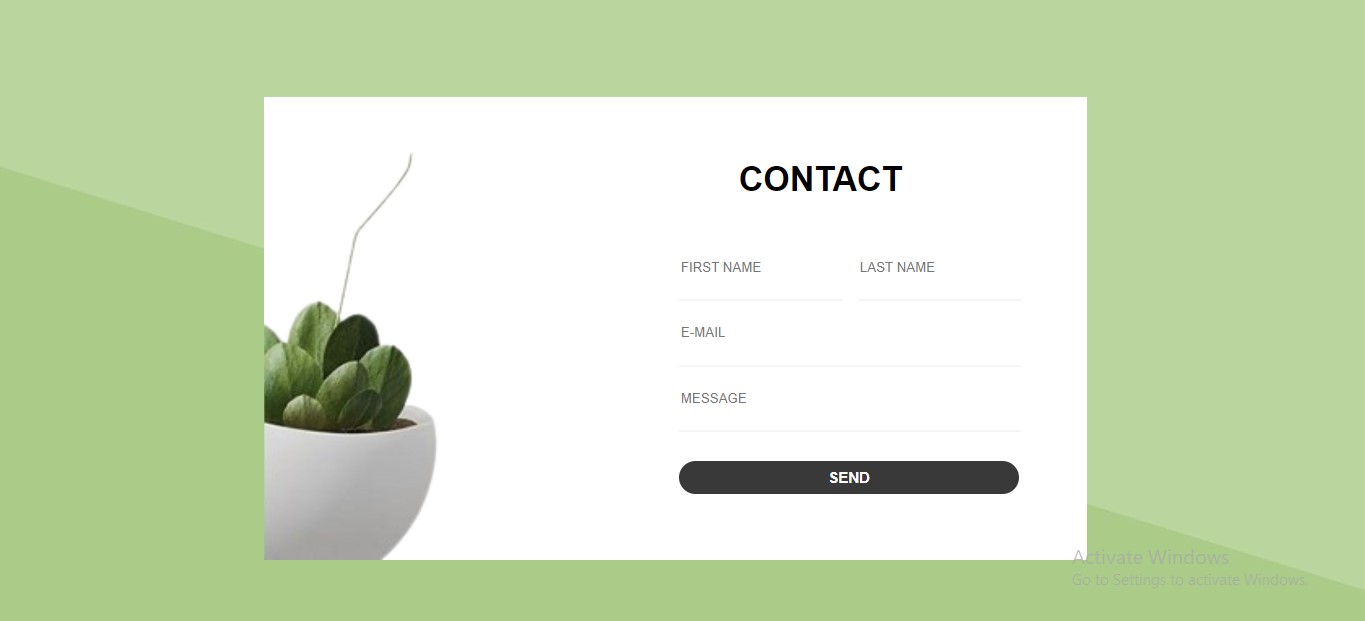 CONTACT
FIRST NAME LAST NAME
E-MAIL
MESSAGE
SEND
Activate Windows
Go to Settings to activate Windows.